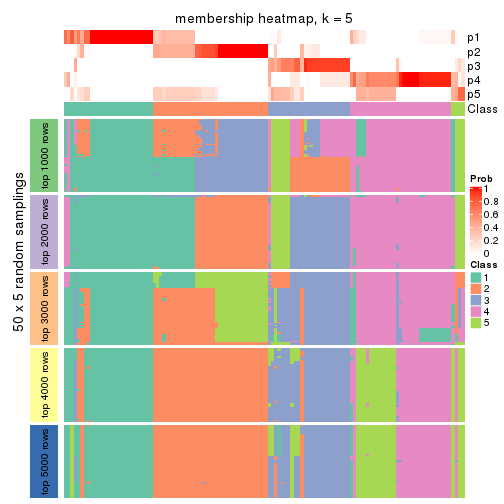 membership heatmap, k = 5
p1
p2
p3
p4
p5
Class
50 x 5 random samplings
top 1000 rows
top 2000 rows
top 3000 rows
top 4000 rows
top 5000 rows
Prob
1
0.8
0.6
0.4
0.2
0
Class
1
2
3
4
5